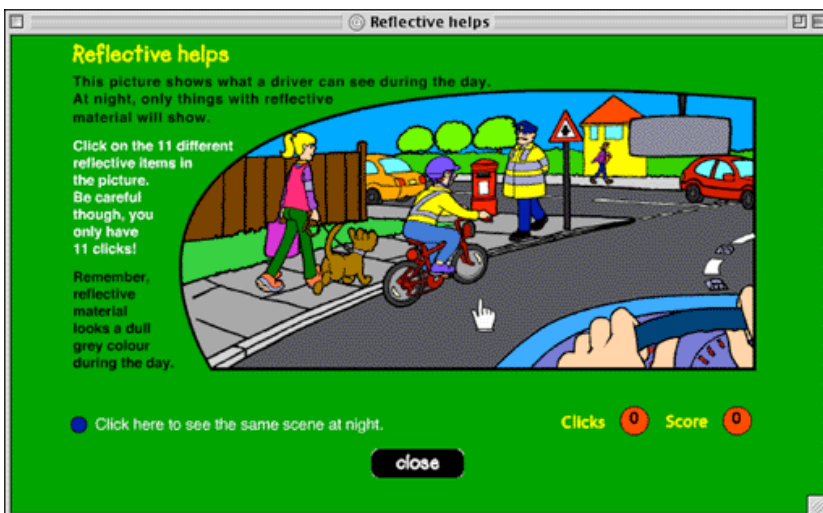 Reflective helps
Reflective helps
This picture shows what a driver can see during the day.
At night, only things with reflective
material will show.
Click on the 11 different
reflective items in
the picture.
Be careful
though, you
only have
11 clicks!
Remember,
reflective
material
looks a dull
grey colour
during the day.
Click here to see the same scene at night.
Clicks 0 Score 0
close